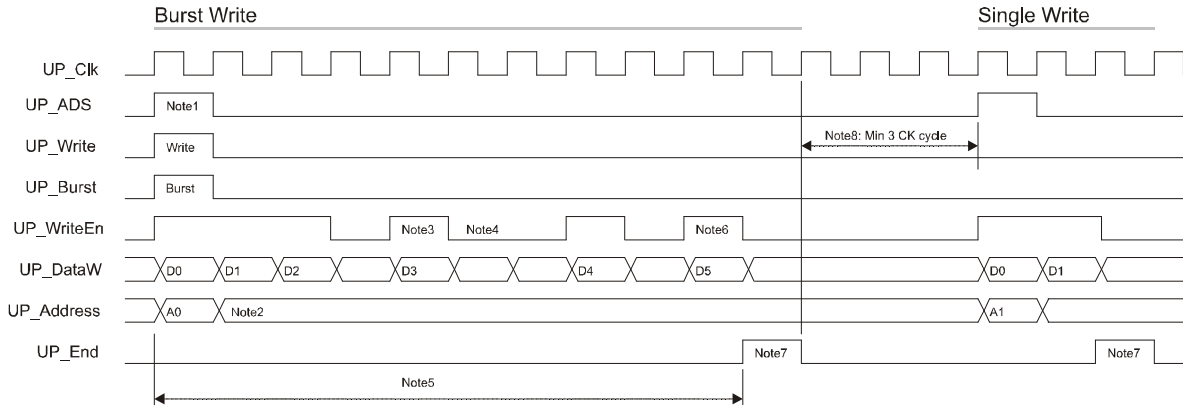 Burst Write Single Write
UP_Clk
UP_ADS Note1
UP_Write Write Note8: Min 3 CK cycle
UP_Burst Burst
UP_WriteEn Note3 Note4 Note6
UP_DataW D0 D1 D2 D3 D4 D5 D0 D1
UP_Address A0 Note2 A1
UP_End Note7 Note7
Note5